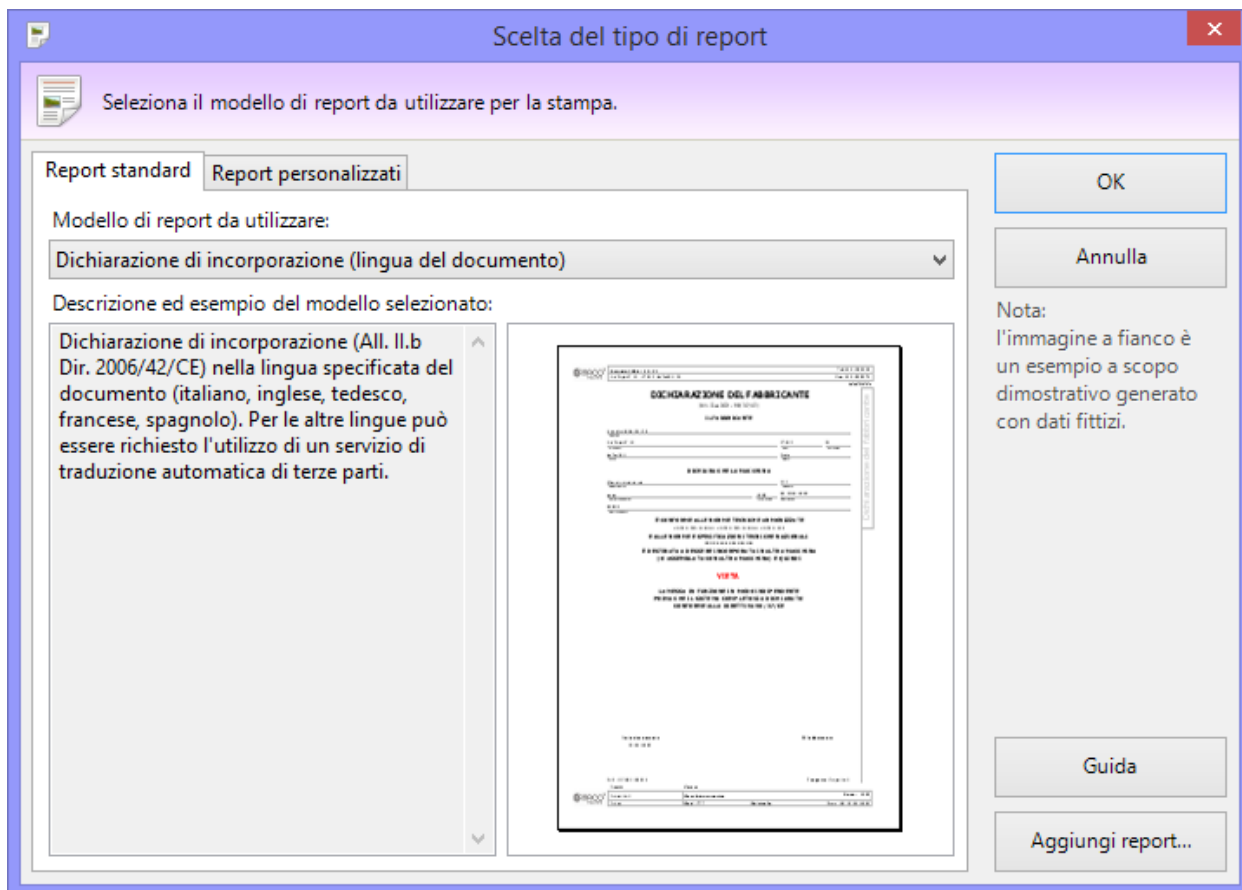 Scelta del tipo di report
Seleziona il modello di report da utilizzare per la stampa.
Report standard
Report personalizzati
Modello di report da utilizzare:
Dichiarazione di incorporazione (lingua del documento)
Descrizione ed esempio del modello selezionato:
Dichiarazione di incorporazione (All. II.b
Dir. 2006/42/CE) nella lingua specificata del
documento (italiano, inglese, tedesco,
francese, spagnolo). Per le altre lingue può
essere richiesto l'utilizzo di un servizio di
traduzione automatica di terze parti.
DICHIARAZIONE DEL FABBRICANTE
VIETA
OK
Annulla
Nota:
l'immagine a fianco è
un esempio a scopo
dimostrativo generato
con dati fittizi.
Guida
Aggiungi report...